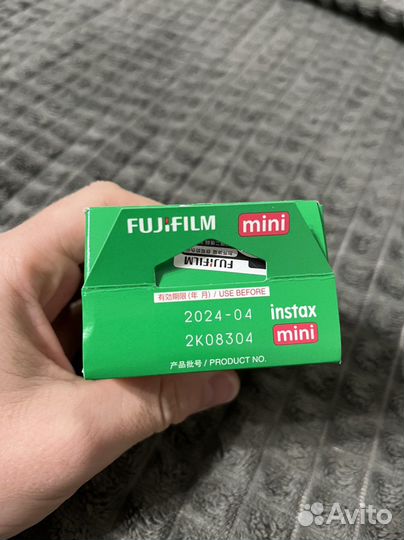 FUJIFILM mini
FUJIFILM
有効期限(年 月) / USE BEFORE
2024-04 instax
2K08304 mini
产品批号 / PRODUCT NO.
Avito